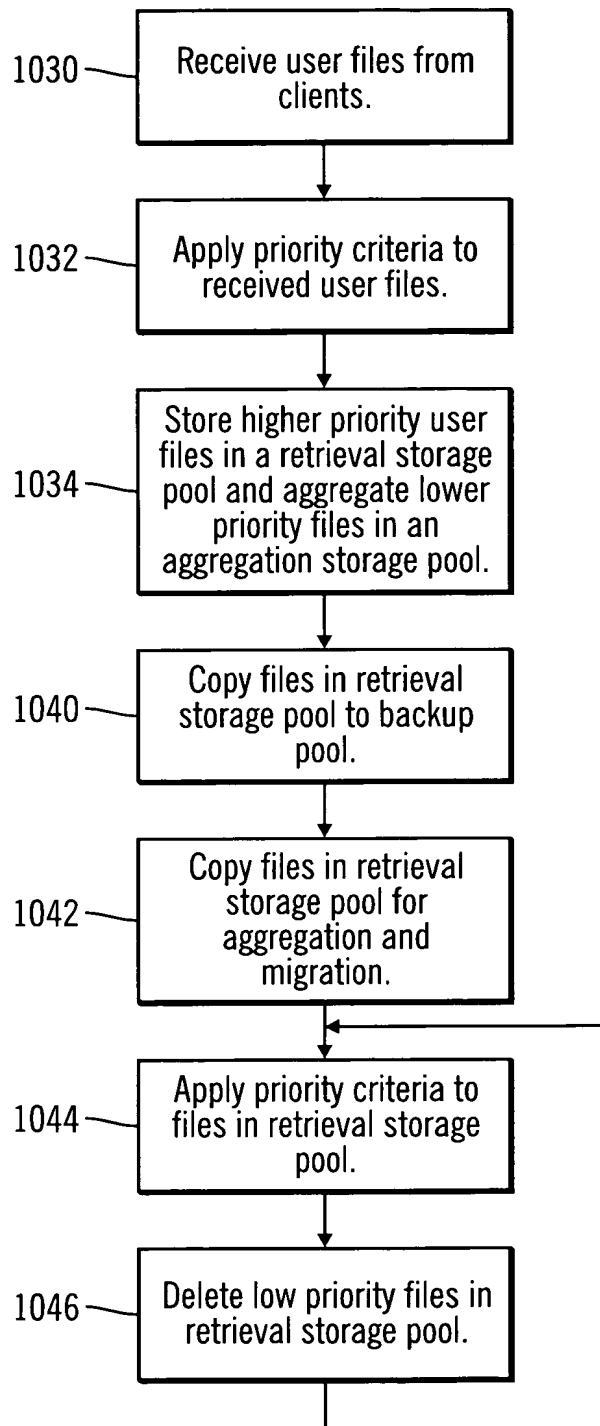 1030
Receive user files from
clients.
1032
Apply priority criteria to
received user files.
1034
Store higher priority user
files in a retrieval storage
pool and aggregate lower
priority files in an
aggregation storage pool.
1040
Copy files in retrieval
storage pool to backup
pool.
1042
Copy files in retrieval
storage pool for
aggregation and
migration.
1044
Apply priority criteria to
files in retrieval storage
pool.
1046
Delete low priority files in
retrieval storage pool.